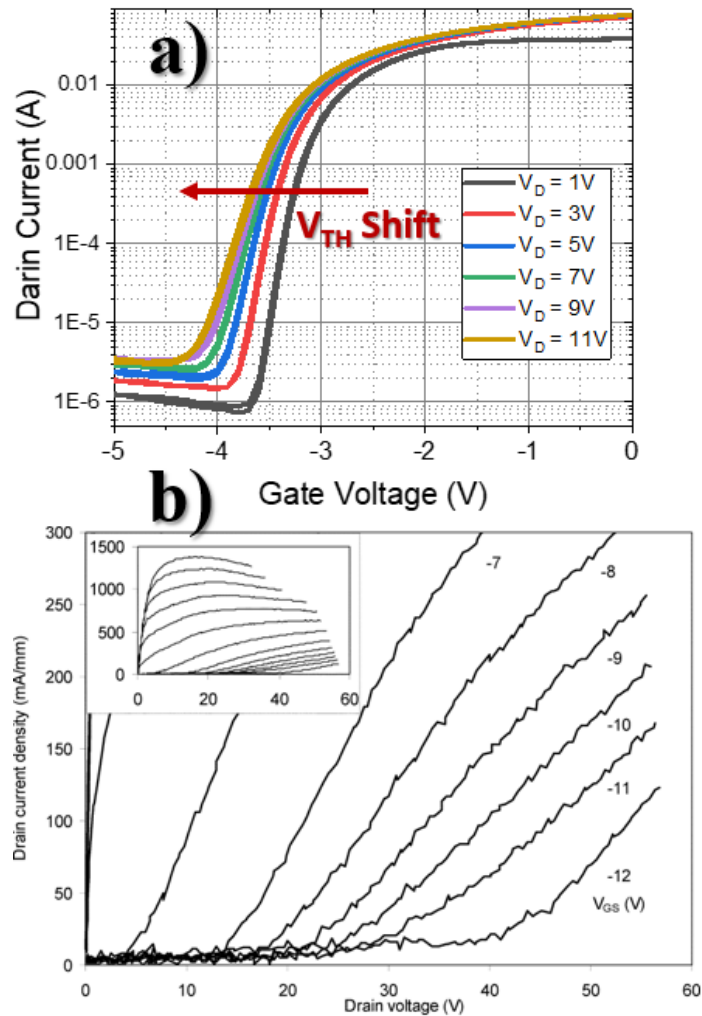 a)
Darin Current (A)
0.01
0.001
1E-4
1E-5
1E-6
V_TH Shift
V_D = 1V
V_D = 3V
V_D = 5V
V_D = 7V
V_D = 9V
V_D = 11V
-5 -4 -3 -2 -1 0
Gate Voltage (V)
b)
Drain current density (mA/mm)
300
250
200
150
100
50
0
1500
1000
500
0
0 20 40 60
-7
-8
-9
-10
-11
-12
V_GS (V)
0 10 20 30 40 50 60
Drain voltage (V)